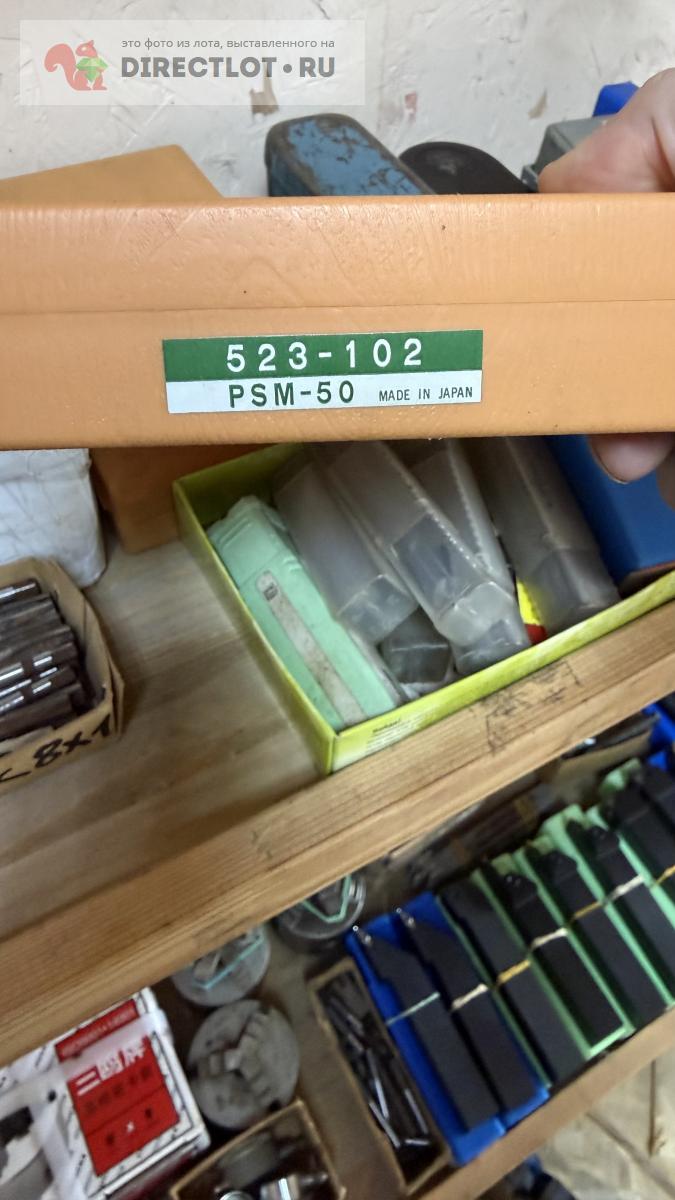 это фото из лота, выставленного на
DIRECTLOT•RU
523-102
PSM-50 MADE IN JAPAN